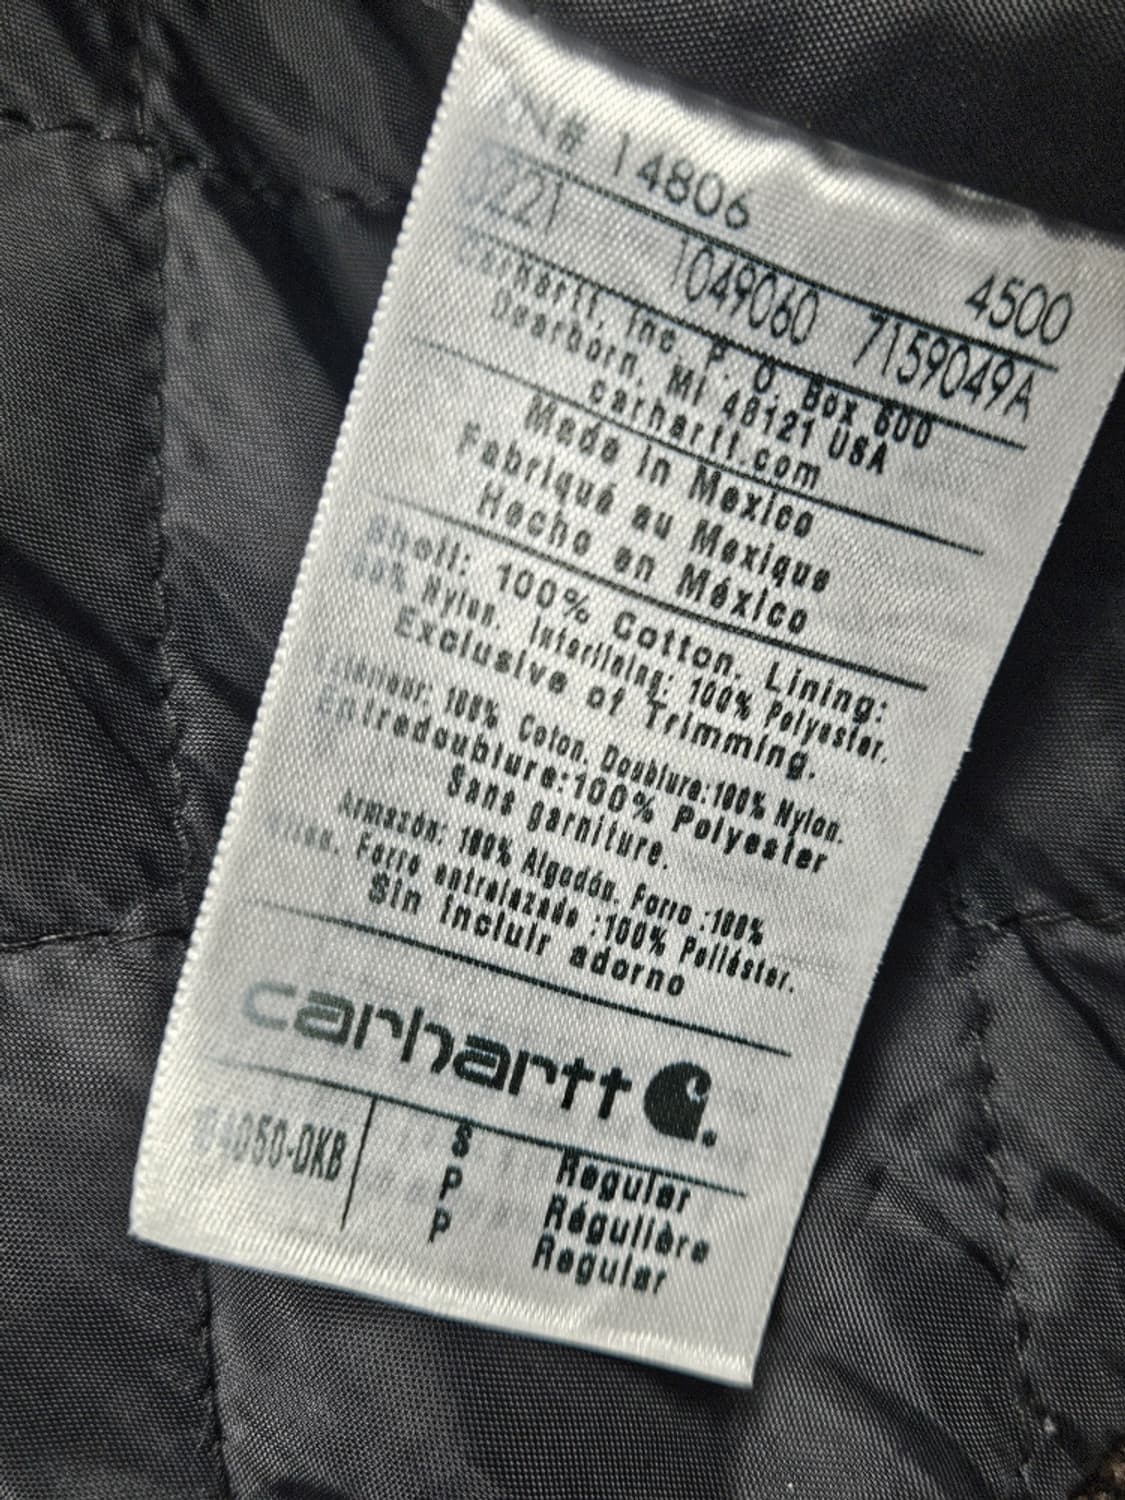 # 14806
0221 1049060 4500
7159049A
Carhartt, Inc. P. O. Box 600
Dearborn, MI 48121 USA
carhartt.com
Made in Mexico
Fabriqué au Mexique
Hecho en México
Shell: 100% Cotton. Lining:
Nylon. Interlining: 100% Polyester.
Exclusive of Trimming.
100% Coton. Doublure:100% Nylon.
Entredoublure:100% Polyester
Sans garniture.
Armazón: 100% Algodón. Forro :100%
Forro entrelazado :100% Poliéster.
Sin incluir adorno
carhartt
050-DKB
S Regular
P Régulière
P Regular